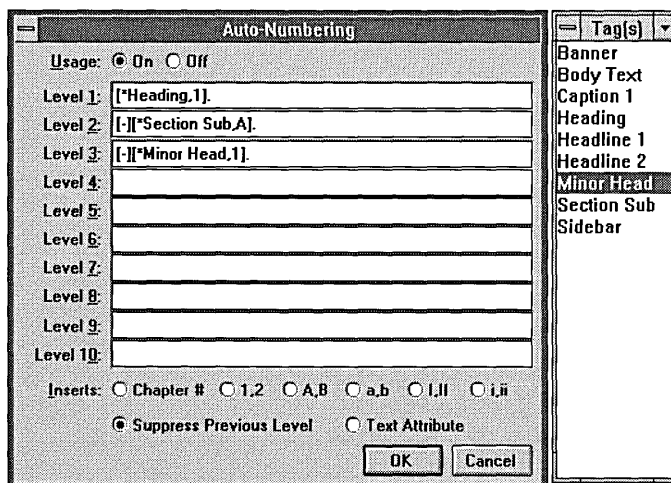 Auto-Numbering
Usage: On Off
Level 1: [*Heading,1].
Level 2: [-][*Section Sub,A].
Level 3: [-][*Minor Head,1].
Level 4:
Level 5:
Level 6:
Level 7:
Level 8:
Level 9:
Level 10:
Inserts: Chapter # 1,2 A,B a,b I,II i,ii
Suppress Previous Level Text Attribute
OK Cancel
Tag(s)
Banner
Body Text
Caption 1
Heading
Headline 1
Headline 2
Minor Head
Section Sub
Sidebar